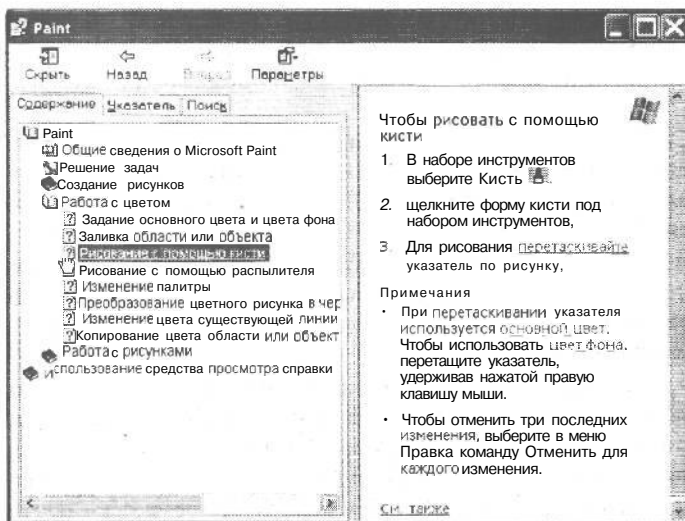 Paint
Скрыть Назад Вперед Параметры
Содержание Указатель Поиск
Paint
Общие сведения о Microsoft Paint
Решение задач
Создание рисунков
Работа с цветом
Задание основного цвета и цвета фона
Заливка области или объекта
Рисование с помощью кисти
Рисование с помощью распылителя
Изменение палитры
Преобразование цветного рисунка в чер
Изменение цвета существующей линии
Копирование цвета области или объект
Работа с рисунками
Использование средства просмотра справки
Чтобы рисовать с помощью
кисти
1. В наборе инструментов
выберите Кисть
2. щелкните форму кисти под
набором инструментов,
3. Для рисования перетаскивайте
указатель по рисунку,
Примечания
· При перетаскивании указателя
используется основной цвет.
Чтобы использовать цвет фона.
перетащите указатель,
удерживав нажатой правую
клавишу мыши.
· Чтобы отменить три последних
изменения, выберите в меню
Правка команду Отменить для
каждого изменения.
См. также